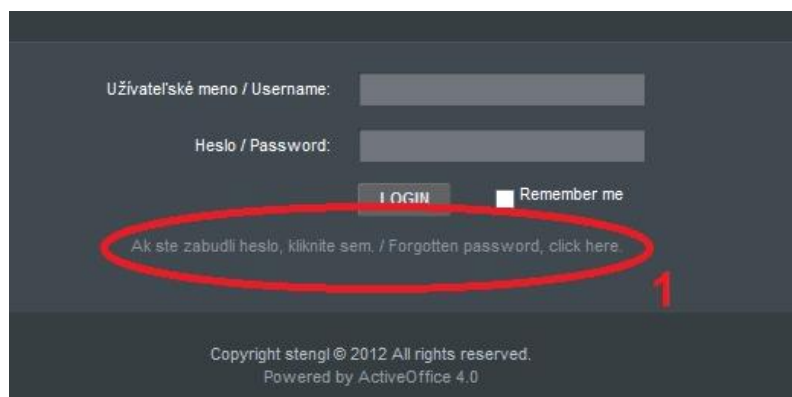 Užívateľské meno / Username:
Heslo / Password:
LOGIN Remember me
Ak ste zabudli heslo, kliknite sem. / Forgotten password, click here.
1
Copyright stengl © 2012 All rights reserved.
Powered by ActiveOffice 4.0